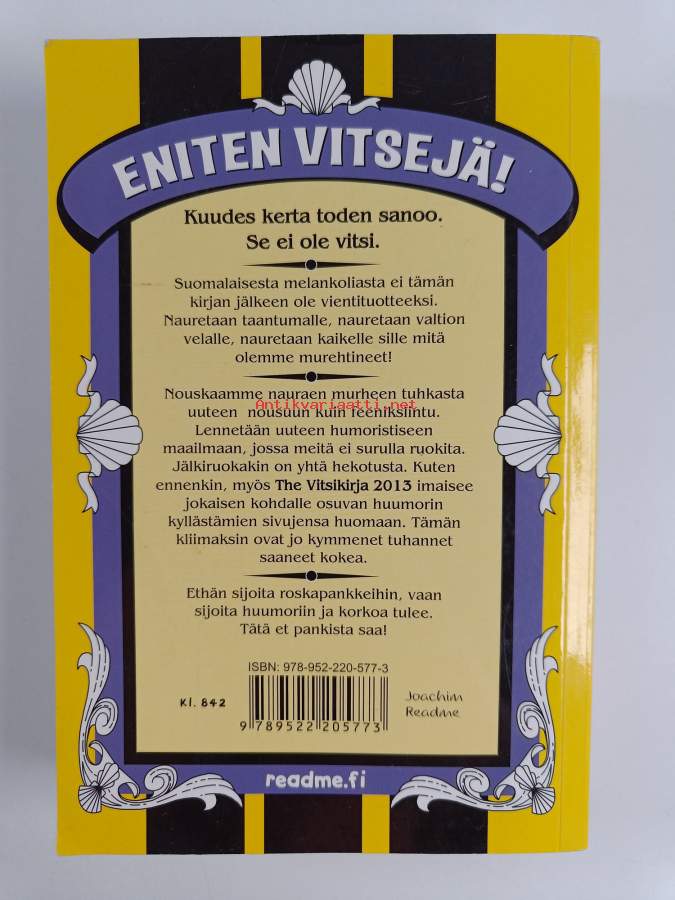 ENITEN VITSEJÄ!
Kuudes kerta toden sanoo.
Se ei ole vitsi.
Suomalaisesta melankoliasta ei tämän
kirjan jälkeen ole vientituotteeksi.
Nauretaan taantumalle, nauretaan valtion
velalle, nauretaan kaikelle sille mitä
olemme murehtineet!
Nouskaamme nauraen murheen tuhkasta
Antikvariaatti.net
uuteen nousuun kuin feeniksilintu.
Lennetään uuteen humoristiseen
maailmaan, jossa meitä ei surulla ruokita.
Jälkiruokakin on yhtä hekotusta. Kuten
ennenkin, myös The Vitsikirja 2013 imaisee
jokaisen kohdalle osuvan huumorin
kyllästämien sivujensa huomaan. Tämän
kliimaksin ovat jo kymmenet tuhannet
saaneet kokea.
Ethän sijoita roskapankkeihin, vaan
sijoita huumoriin ja korkoa tulee.
Tätä et pankista saa!
ISBN: 978-952-220-577-3
Kl. 842
Joachim
Readme
9 789522 205773
readme.fi